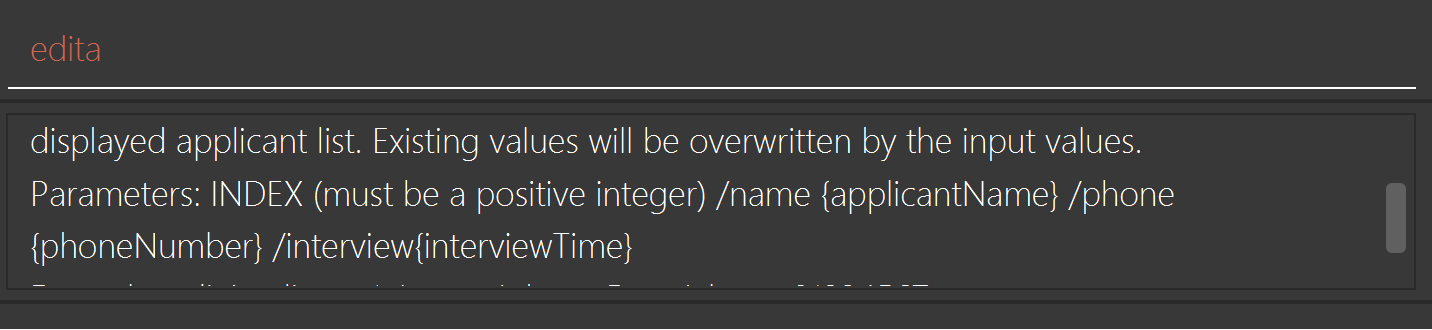 edita
displayed applicant list. Existing values will be overwritten by the input values.
Parameters: INDEX (must be a positive integer) /name {applicantName} /phone
{phoneNumber} /interview{interviewTime}